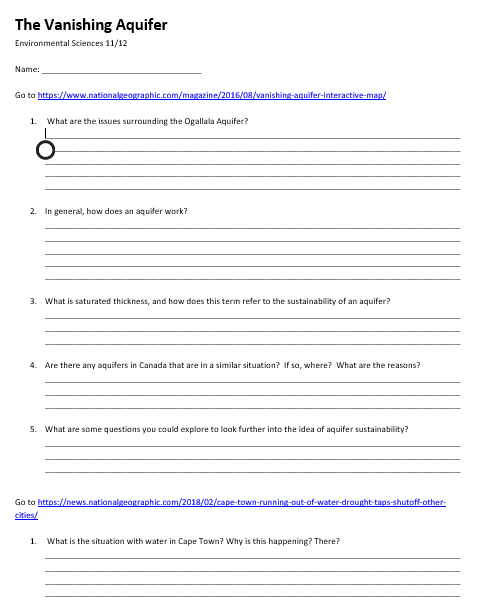 The Vanishing Aquifer
Environmental Sciences 11/12
Name: ________________________________
Go to https://www.nationalgeographic.com/magazine/2016/08/vanishing-aquifer-interactive-map/
1. What are the issues surrounding the Ogallala Aquifer?
2. In general, how does an aquifer work?
3. What is saturated thickness, and how does this term refer to the sustainability of an aquifer?
4. Are there any aquifers in Canada that are in a similar situation? If so, where? What are the reasons?
5. What are some questions you could explore to look further into the idea of aquifer sustainability?
Go to https://news.nationalgeographic.com/2018/02/cape-town-running-out-of-water-drought-taps-shutoff-other-
cities/
1. What is the situation with water in Cape Town? Why is this happening? There?